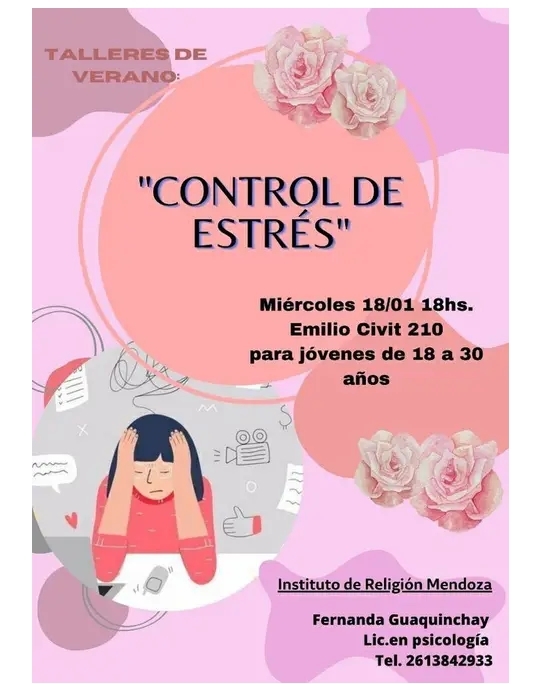 TALLERES DE
VERANO:
"CONTROL DE
ESTRÉS"
Miércoles 18/01 18hs.
Emilio Civit 210
para jóvenes de 18 a 30
años
Instituto de Religión Mendoza
Fernanda Guaquinchay
Lic.en psicología
Tel. 2613842933